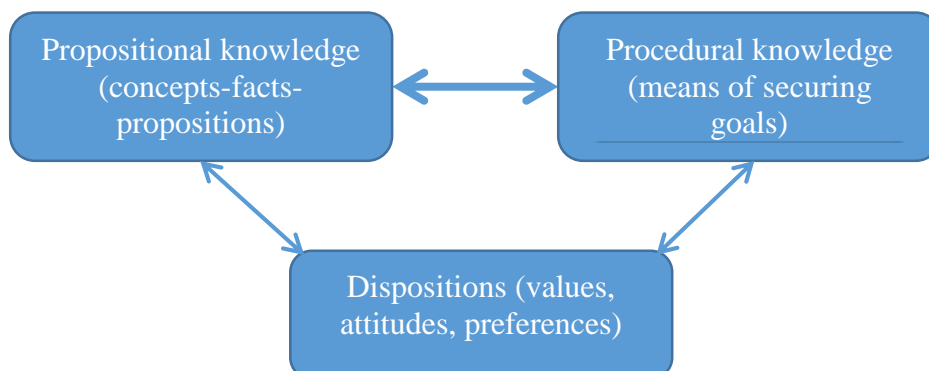 Propositional knowledge
(concepts-facts-
propositions)
Procedural knowledge
(means of securing
goals)
Dispositions (values,
attitudes, preferences)